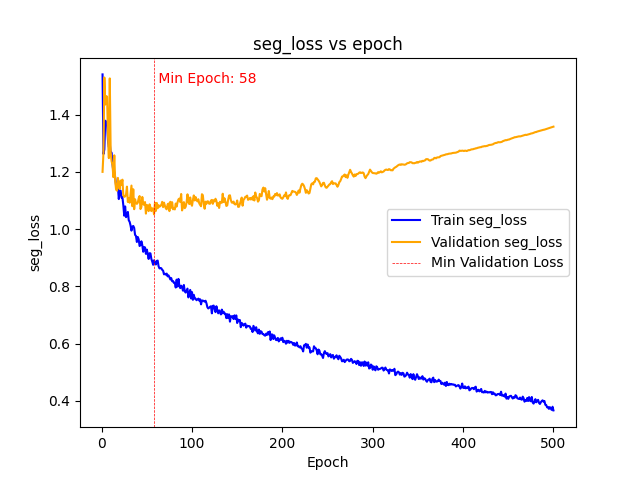 seg_loss vs epoch
Min Epoch: 58
1.4
1.2
1.0
0.8
0.6
0.4
seg_loss
Train seg_loss
Validation seg_loss
Min Validation Loss
0 100 200 300 400 500
Epoch